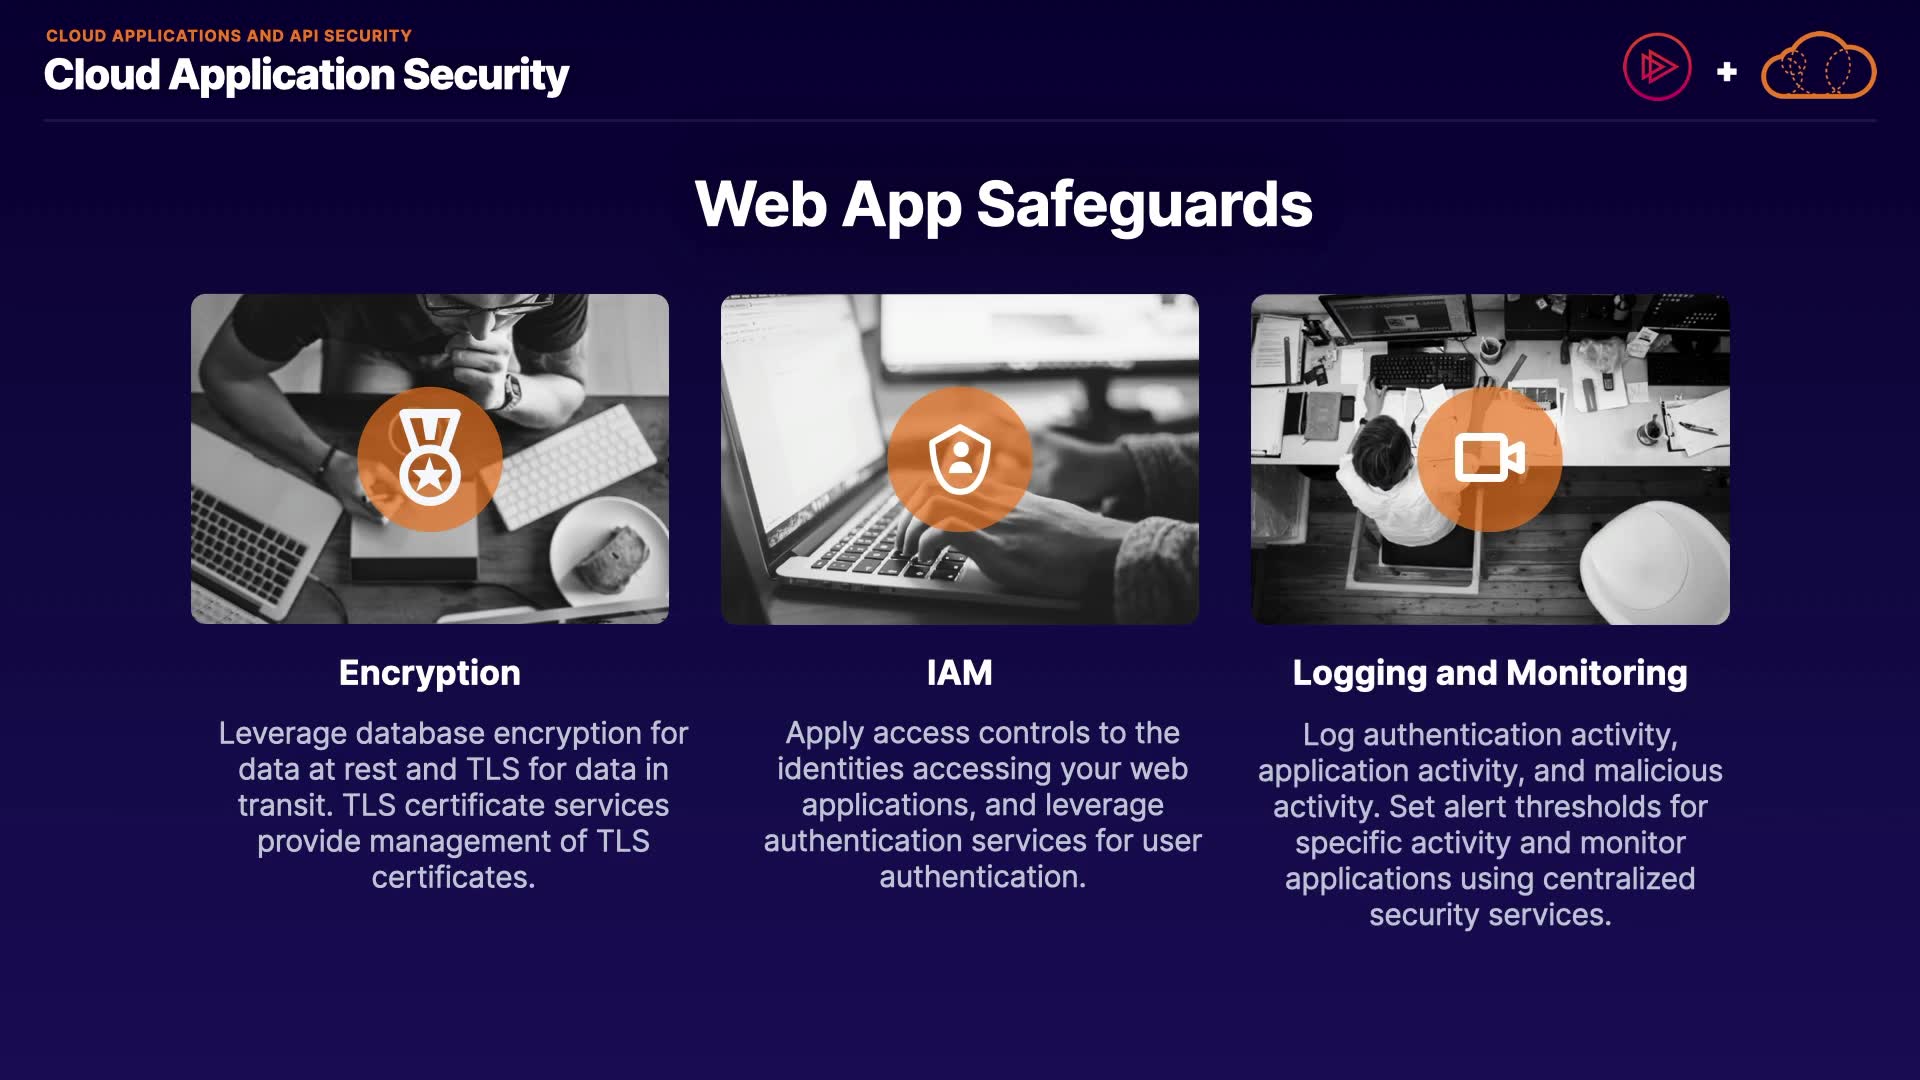 CLOUD APPLICATIONS AND API SECURITY
Cloud Application Security
Web App Safeguards
Encryption
Leverage database encryption for
data at rest and TLS for data in
transit. TLS certificate services
provide management of TLS
certificates.
IAM
Apply access controls to the
identities accessing your web
applications, and leverage
authentication services for user
authentication.
Logging and Monitoring
Log authentication activity,
application activity, and malicious
activity. Set alert thresholds for
specific activity and monitor
applications using centralized
security services.